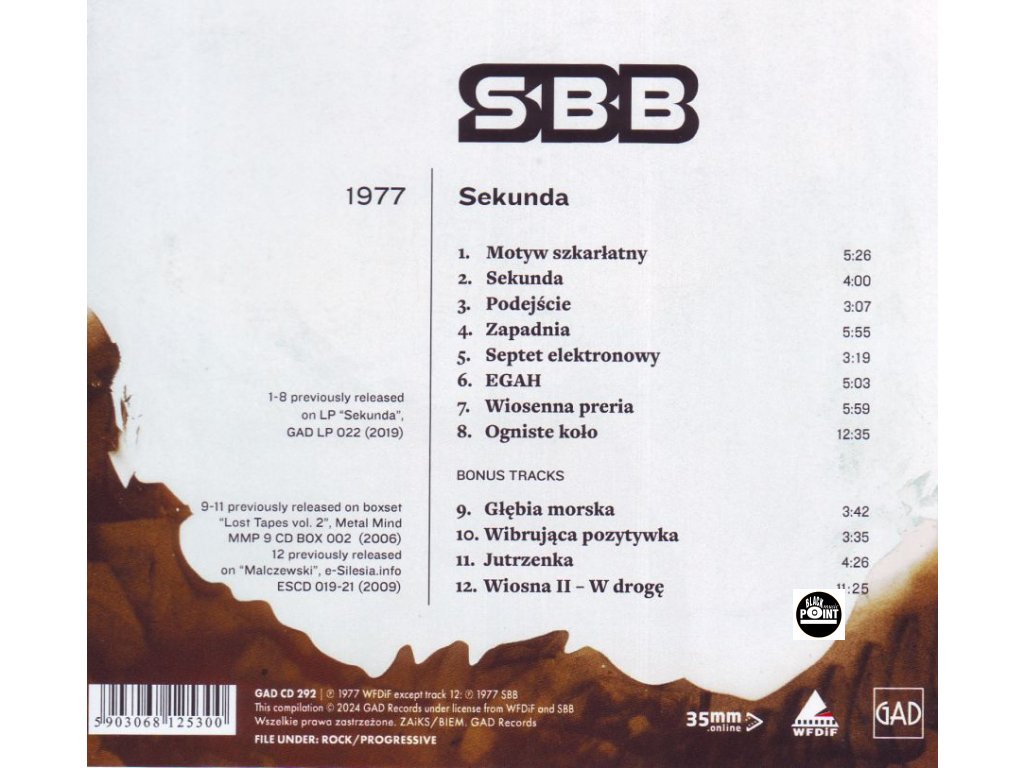 SBB
1977
Sekunda
1. Motyw szkarłatny 5:26
2. Sekunda 4:00
3. Podejście 3:07
4. Zapadnia 5:55
5. Septet elektronowy 3:19
6. EGAH 5:03
7. Wiosenna preria 5:59
8. Ogniste koło 12:35
1-8 previously released
on LP “Sekunda”,
GAD LP 022 (2019)
BONUS TRACKS
9. Głębia morska 3:42
10. Wibrująca pozytywka 3:35
11. Jutrzenka 4:26
12. Wiosna II – W drogę 11:25
9-11 previously released on boxset
“Lost Tapes vol. 2”, Metal Mind
MMP 9 CD BOX 002 (2006)
12 previously released
on “Malczewski”, e-Silesia.info
ESCD 019-21 (2009)
BLACK
POINT
music
5 903068 125300
GAD CD 292 | ℗ 1977 WFDiF except track 12: ℗ 1977 SBB
This compilation © 2024 GAD Records under license from WFDiF and SBB
Wszelkie prawa zastrzeżone. ZAiKS/BIEM. GAD Records
FILE UNDER: ROCK/PROGRESSIVE
35mm
.online
WFDiF
GAD